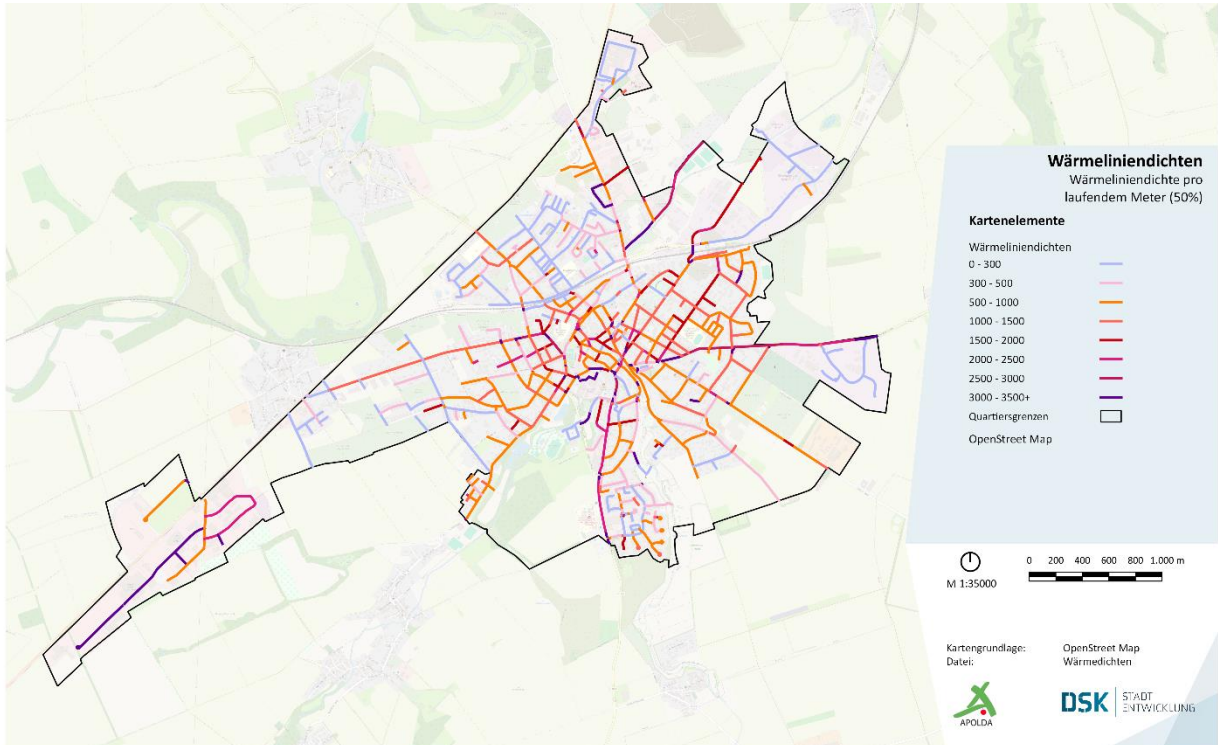 Wärmeliniendichten
Wärmeliniendichte pro
laufendem Meter (50%)
Kartenelemente
Wärmeliniendichten
0 - 300
300 - 500
500 - 1000
1000 - 1500
1500 - 2000
2000 - 2500
2500 - 3000
3000 - 3500+
Quartiersgrenzen
OpenStreet Map
M 1:35000
0 200 400 600 800 1.000 m
Kartengrundlage: OpenStreet Map
Datei: Wärmedichten
APOLDA
DSK STADT
ENTWICKLUNG